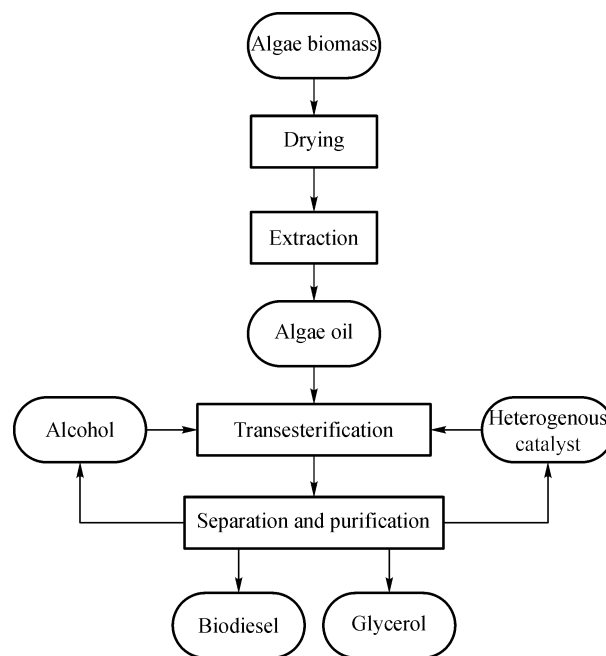 Algae biomass
Drying
Extraction
Algae oil
Alcohol
Transesterification
Heterogenous
catalyst
Separation and purification
Biodiesel
Glycerol